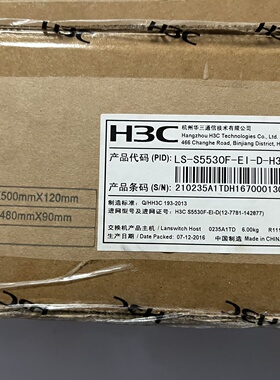 500mmX120mm
480mmX90mm
H3C
杭州华三通信技术有限公司
Hangzhou H3C Technologies Co., Limited
466 Changhe Road, Binjiang District, H
产品代码(PID): LS-S5530F-EI-D-H3
产品条码(S/N): 210235A1TDH16700013
制造标准: Q/HH3C 193-2013
进网型号及进网证号: H3C S5530F-EI-D(12-7781-142877)
交换机产品主机 / Lanswitch Host 0235A1TD 6.00kg R111
生产日期 / Date Packed: 07-12-2016 中国制造 Made in CHINA